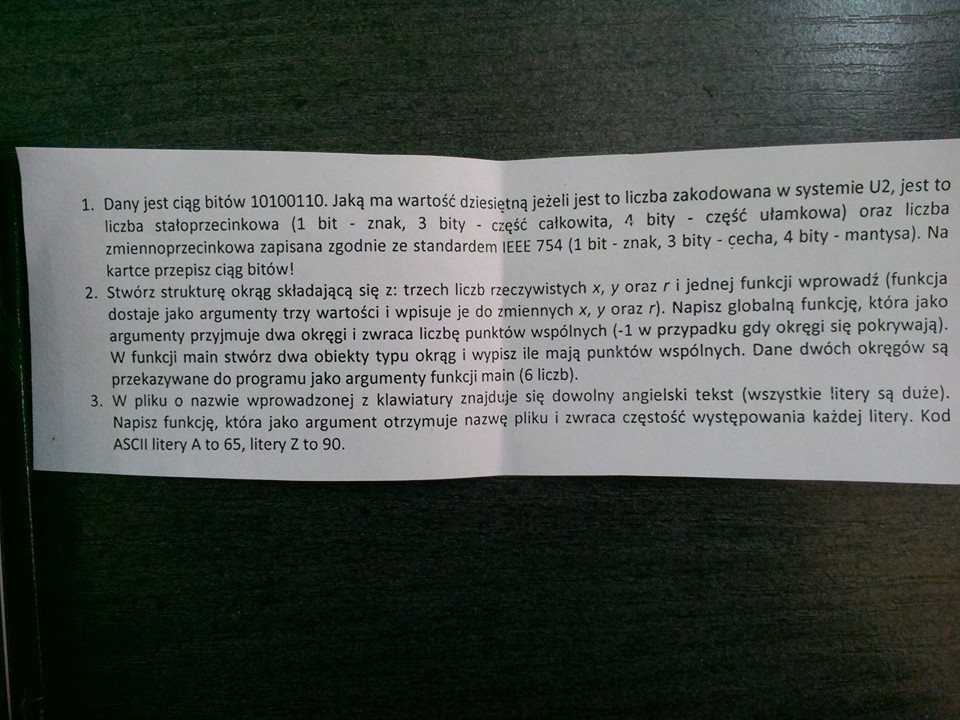 1. Dany jest ciąg bitów 10100110. Jaką ma wartość dziesiętną jeżeli jest to liczba zakodowana w systemie U2, jest to
liczba stałoprzecinkowa (1 bit - znak, 3 bity - część całkowita, 4 bity - część ułamkowa) oraz liczba
zmiennoprzecinkowa zapisana zgodnie ze standardem IEEE 754 (1 bit - znak, 3 bity - cecha, 4 bity - mantysa). Na
kartce przepisz ciąg bitów!
2. Stwórz strukturę okrąg składającą się z: trzech liczb rzeczywistych x, y oraz r i jednej funkcji wprowadź (funkcja
dostaje jako argumenty trzy wartości i wpisuje je do zmiennych x, y oraz r). Napisz globalną funkcję, która jako
argumenty przyjmuje dwa okręgi i zwraca liczbę punktów wspólnych (-1 w przypadku gdy okręgi się pokrywają).
W funkcji main stwórz dwa obiekty typu okrąg i wypisz ile mają punktów wspólnych. Dane dwóch okręgów są
przekazywane do programu jako argumenty funkcji main (6 liczb).
3. W pliku o nazwie wprowadzonej z klawiatury znajduje się dowolny angielski tekst (wszystkie litery są duże).
Napisz funkcję, która jako argument otrzymuje nazwę pliku i zwraca częstość występowania każdej litery. Kod
ASCII litery A to 65, litery Z to 90.